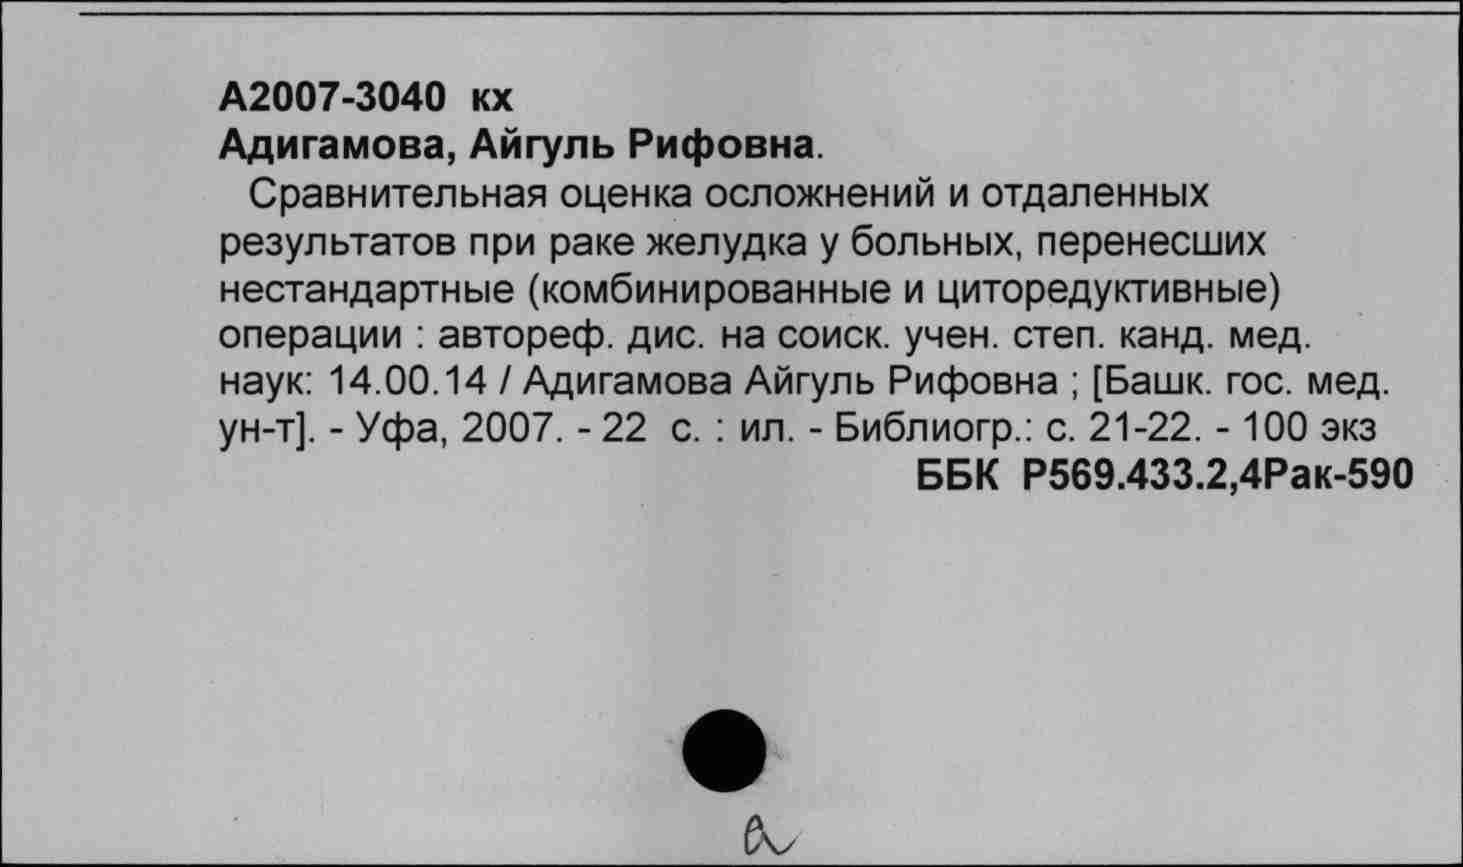 А2007-3040 кх
Адигамова, Айгуль Рифовна.
Сравнительная оценка осложнений и отдаленных
результатов при раке желудка у больных, перенесших
нестандартные (комбинированные и циторедуктивные)
операции : автореф. дис. на соиск. учен. степ. канд. мед.
наук: 14.00.14 / Адигамова Айгуль Рифовна ; [Башк. гос. мед.
ун-т]. - Уфа, 2007. - 22 с. : ил. - Библиогр.: с. 21-22. - 100 экз
ББК Р569.433.2,4Рак-590